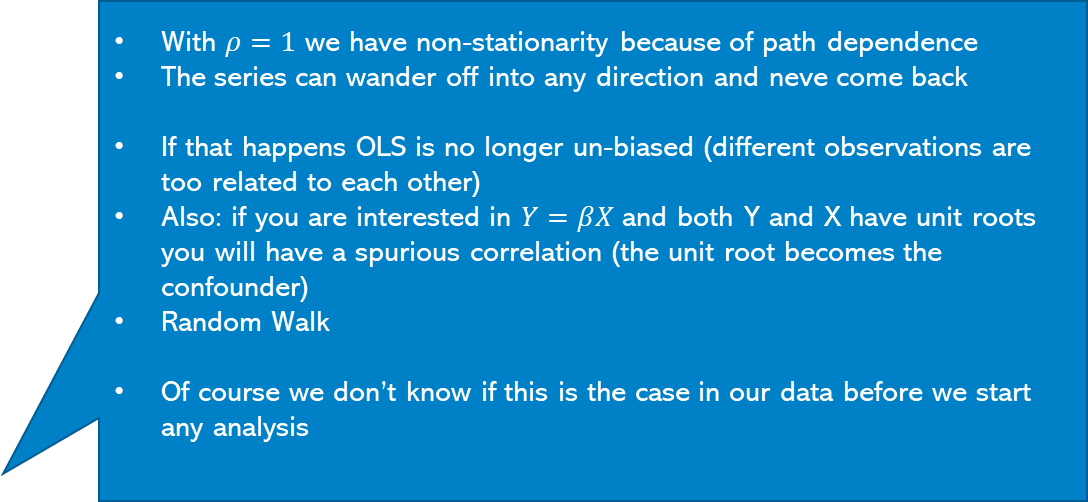 • With 𝜌 = 1 we have non-stationarity because of path dependence
• The series can wander off into any direction and neve come back
• If that happens OLS is no longer un-biased (different observations are
too related to each other)
• Also: if you are interested in 𝑌 = 𝛽𝑋 and both Y and X have unit roots
you will have a spurious correlation (the unit root becomes the
confounder)
• Random Walk
• Of course we don’t know if this is the case in our data before we start
any analysis